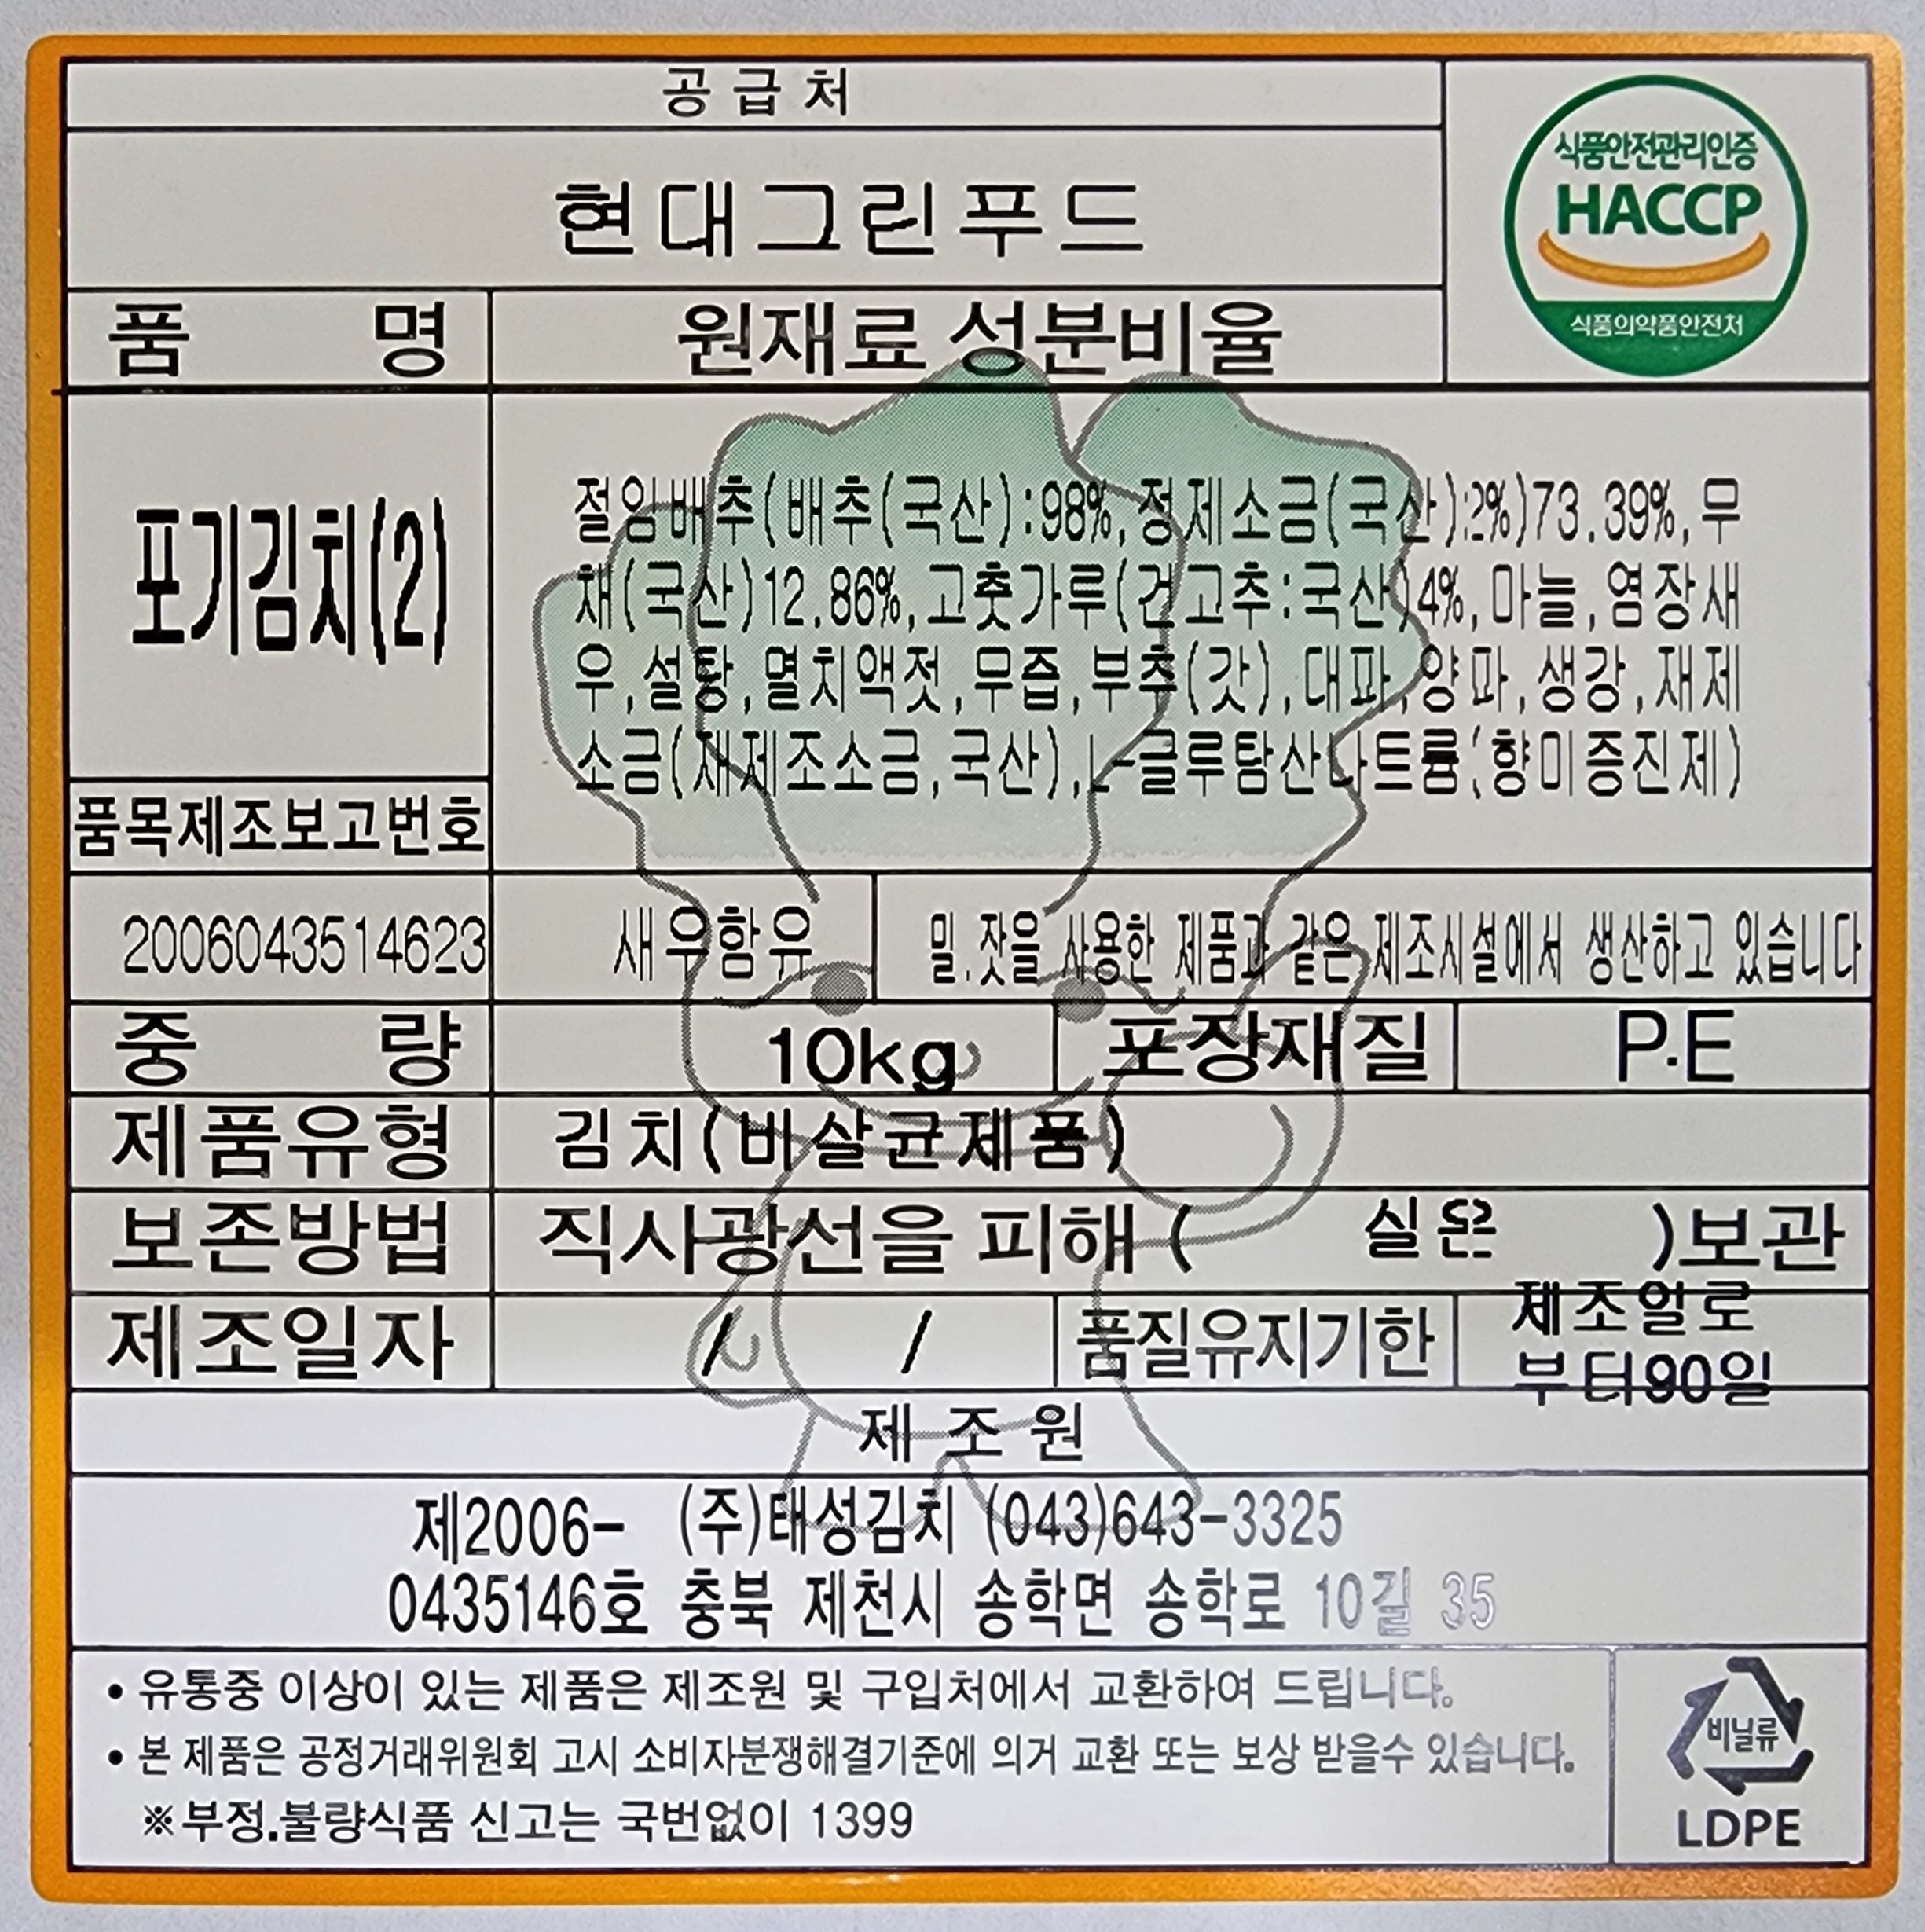 공급처
식품안전관리인증
HACCP
식품의약품안전처
현대그린푸드
품 명
원재료 성분비율
포기김치(2)
절임배추(배추(국산):98%,정제소금(국산):2%)73.39%,무
채(국산)12.86%,고춧가루(건고추:국산)4%,마늘,염장새
우,설탕,멸치액젓,무즙,부추(갓),대파,양파,생강,재제
소금(재제조소금,국산),L-글루탐산나트륨(향미증진제)
품목제조보고번호
2006043514623
새우함유
밀.잣을 사용한 제품과 같은 제조시설에서 생산하고 있습니다
중 량
10kg
포장재질
P.E
제품유형
김치(비살균제품)
보존방법
직사광선을 피해 ( 실온 )보관
제조일자
/ /
품질유지기한
제조일로
부터90일
제 조 원
제2006- (주)태성김치 (043)643-3325
0435146호 충북 제천시 송학면 송학로 10길 35
• 유통중 이상이 있는 제품은 제조원 및 구입처에서 교환하여 드립니다.
• 본 제품은 공정거래위원회 고시 소비자분쟁해결기준에 의거 교환 또는 보상 받을수 있습니다.
※부정.불량식품 신고는 국번없이 1399
비닐류
LDPE